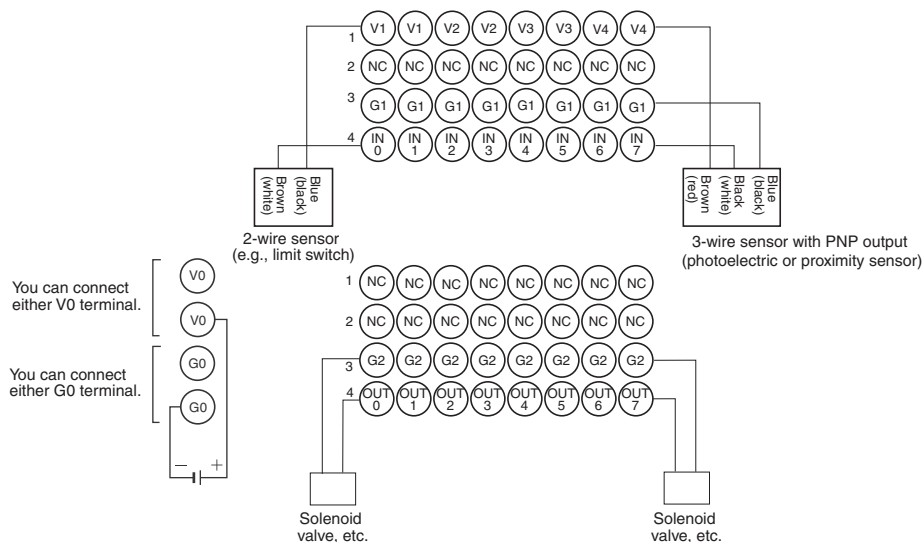 1 V1 V1 V2 V2 V3 V3 V4 V4
2 NC NC NC NC NC NC NC NC
3 G1 G1 G1 G1 G1 G1 G1 G1
4 IN 0 IN 1 IN 2 IN 3 IN 4 IN 5 IN 6 IN 7
Brown (white)
Blue (black)
2-wire sensor
(e.g., limit switch)
Brown (red)
Black (white)
Blue (black)
3-wire sensor with PNP output
(photoelectric or proximity sensor)
You can connect
either V0 terminal.
V0
V0
You can connect
either G0 terminal.
G0
G0
– +
1 NC NC NC NC NC NC NC NC
2 NC NC NC NC NC NC NC NC
3 G2 G2 G2 G2 G2 G2 G2 G2
4 OUT 0 OUT 1 OUT 2 OUT 3 OUT 4 OUT 5 OUT 6 OUT 7
Solenoid
valve, etc.
Solenoid
valve, etc.